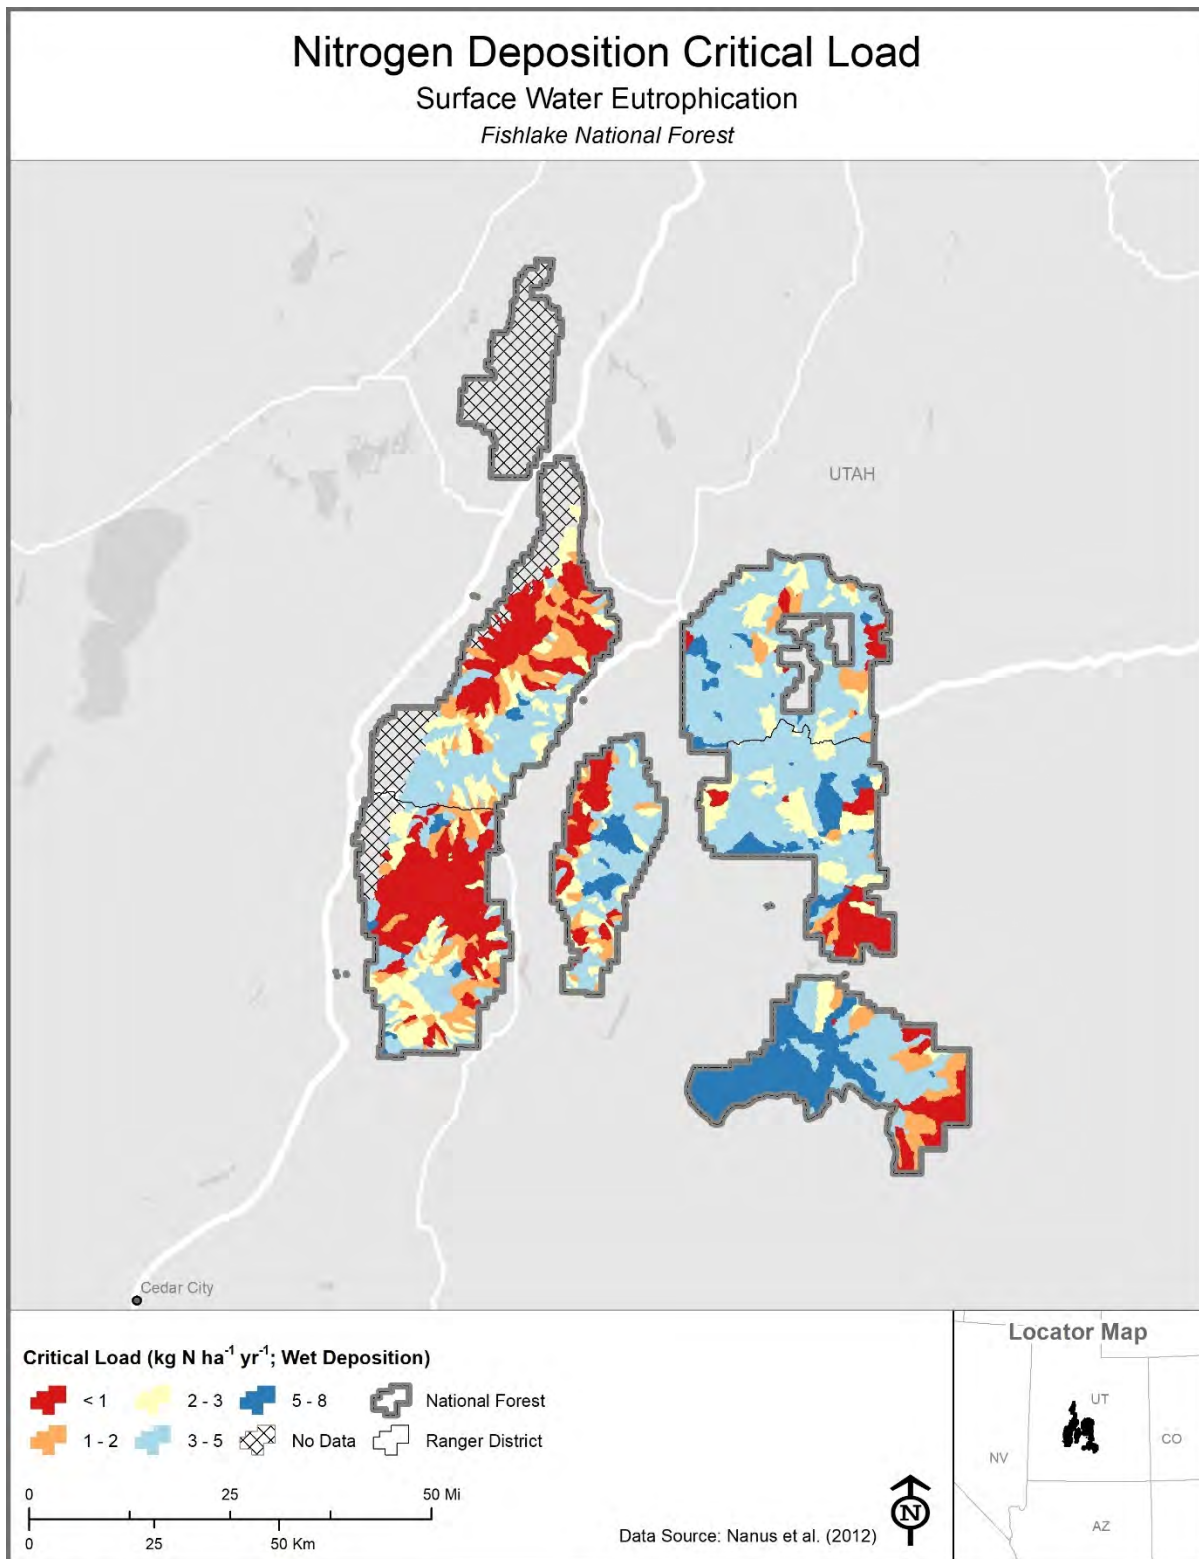 Nitrogen Deposition Critical Load
Surface Water Eutrophication
Fishlake National Forest
UTAH
Cedar City
Critical Load (kg N ha⁻¹ yr⁻¹; Wet Deposition)
< 1
2 - 3
5 - 8
National Forest
1 - 2
3 - 5
No Data
Ranger District
0 25 50 Mi
0 25 50 Km
Data Source: Nanus et al. (2012)
N
Locator Map
UT
CO
NV
AZ